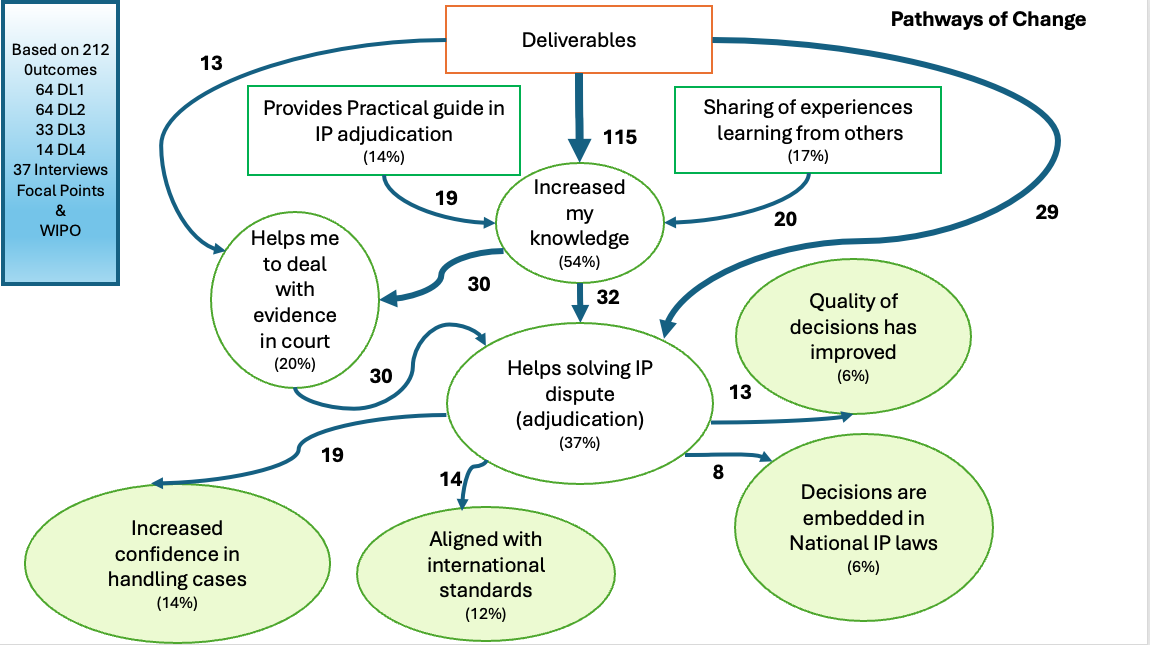 Pathways of Change
Based on 212
0utcomes
64 DL1
64 DL2
33 DL3
14 DL4
37 Interviews
Focal Points
&
WIPO
Deliverables
13
Provides Practical guide in
IP adjudication
(14%)
115
Sharing of experiences
learning from others
(17%)
19
Increased
my
knowledge
(54%)
20
29
Helps me
to deal
with
evidence
in court
(20%)
30
32
Quality of
decisions has
improved
(6%)
30
Helps solving IP
dispute
(adjudication)
(37%)
13
19
14
8
Increased
confidence in
handling cases
(14%)
Aligned with
international
standards
(12%)
Decisions are
embedded in
National IP laws
(6%)